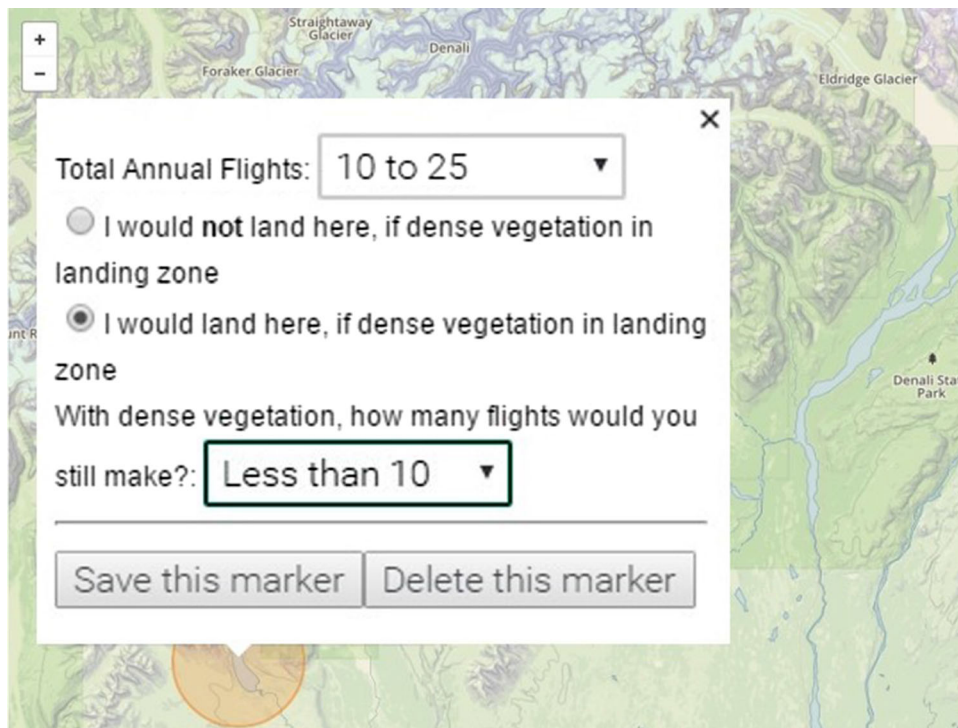 +
Straightaway
Glacier
Denali
−
Foraker Glacier
Eldridge Glacier
×
Total Annual Flights: 10 to 25
I would not land here, if dense vegetation in
landing zone
I would land here, if dense vegetation in landing
zone
With dense vegetation, how many flights would you
still make?: Less than 10
Save this marker Delete this marker
unt R
Denali Sta
Park